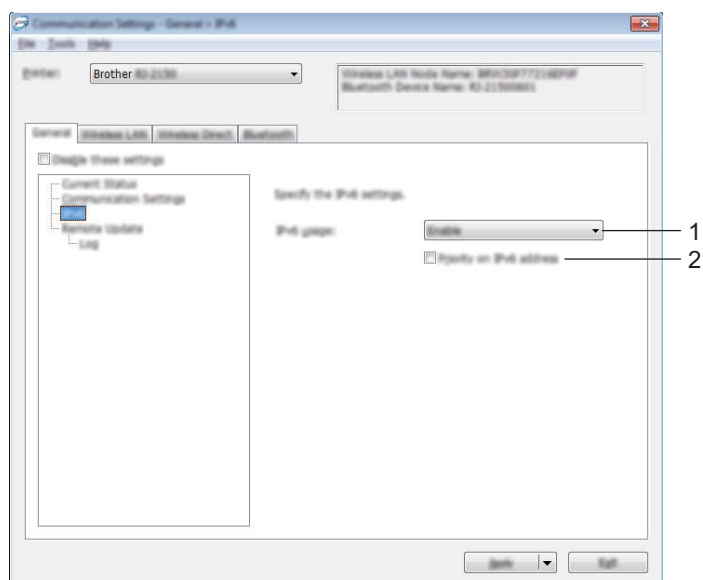 Communication Settings - General > IPv6
File Tools Help
Printer: Brother RJ-2150
Wireless LAN Node Name: BRW30F77216EF0F
Bluetooth Device Name: RJ-21500601
General Wireless LAN Wireless Direct Bluetooth
Disable these settings
Current Status
Communication Settings
IPv6
Remote Update
Log
Specify the IPv6 settings.
IPv6 usage: Enable 1
Priority on IPv6 address 2
Apply Exit